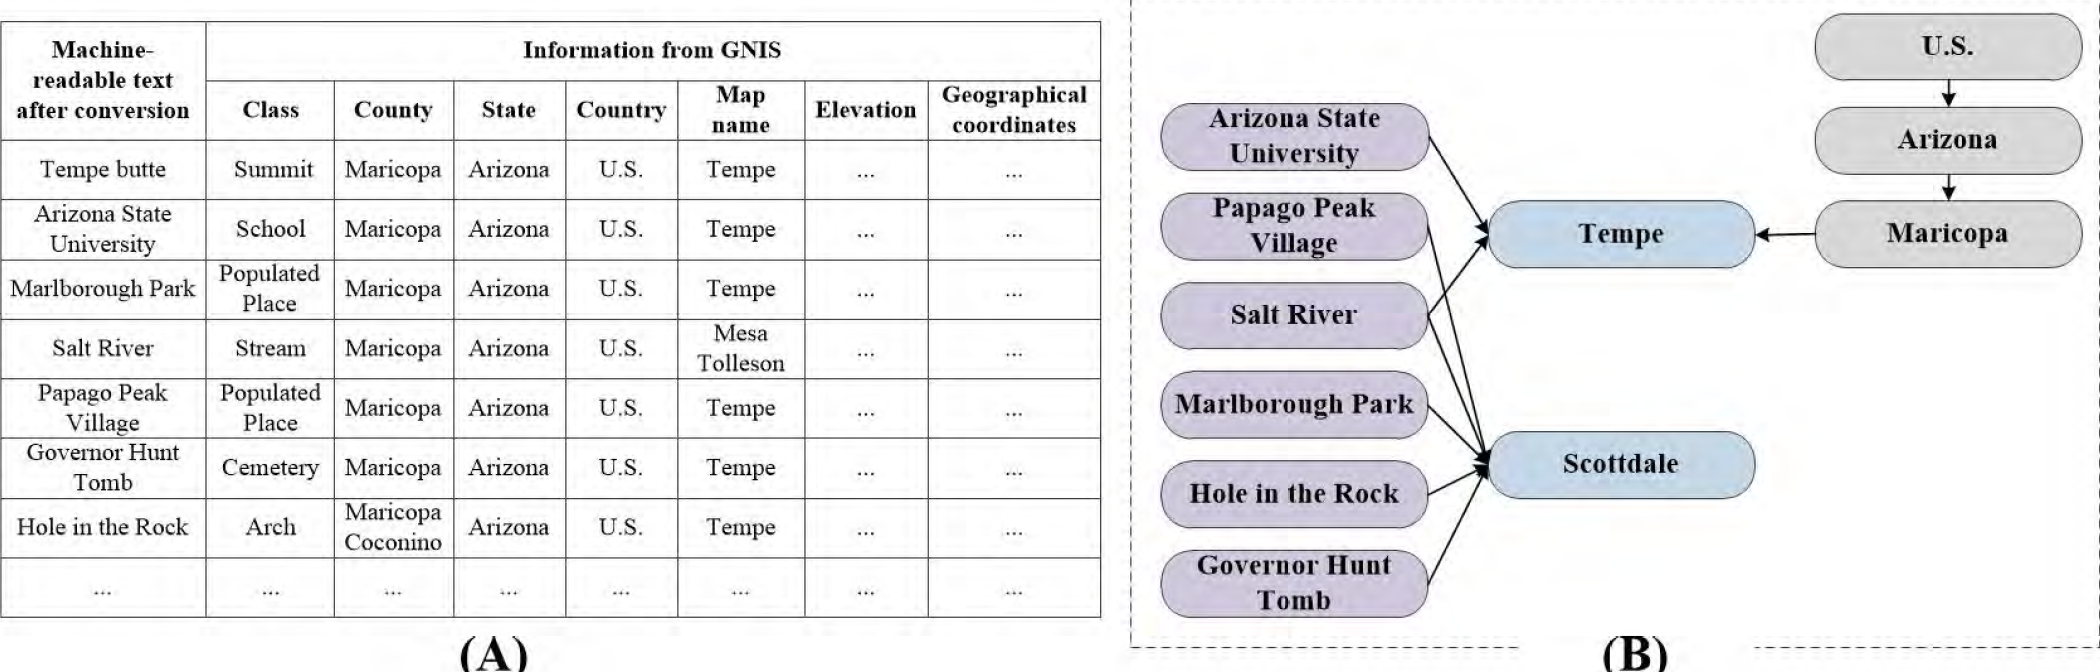 Machine-
readable text
after conversion
Information from GNIS
Class
County
State
Country
Map
name
Elevation
Geographical
coordinates
Tempe butte
Summit
Maricopa
Arizona
U.S.
Tempe
...
...
Arizona State
University
School
Maricopa
Arizona
U.S.
Tempe
...
...
Marlborough Park
Populated
Place
Maricopa
Arizona
U.S.
Tempe
...
...
Salt River
Stream
Maricopa
Arizona
U.S.
Mesa
Tolleson
...
...
Papago Peak
Village
Populated
Place
Maricopa
Arizona
U.S.
Tempe
...
...
Governor Hunt
Tomb
Cemetery
Maricopa
Arizona
U.S.
Tempe
...
...
Hole in the Rock
Arch
Maricopa
Coconino
Arizona
U.S.
Tempe
...
...
...
...
...
...
...
...
...
...
(A)
Arizona State
University
Papago Peak
Village
Salt River
Marlborough Park
Hole in the Rock
Governor Hunt
Tomb
Tempe
Scottdale
U.S.
Arizona
Maricopa
(B)